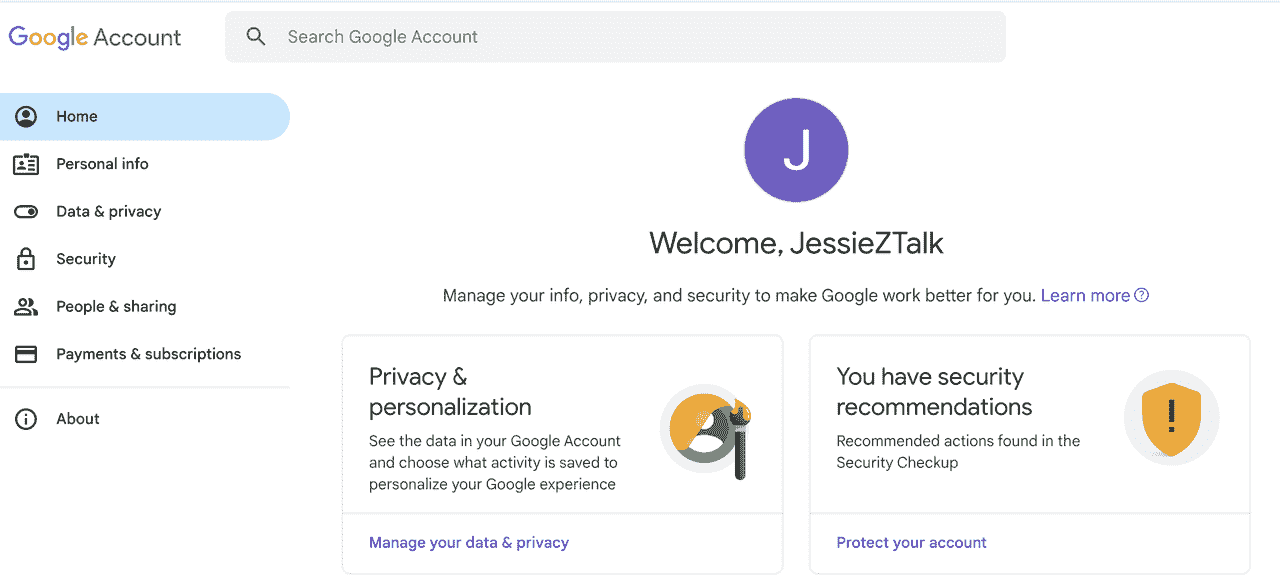 Google Account
Search Google Account
Home
Personal info
Data & privacy
Security
People & sharing
Payments & subscriptions
About
J
Welcome, JessieZTalk
Manage your info, privacy, and security to make Google work better for you. Learn more
Privacy &
personalization
See the data in your Google Account
and choose what activity is saved to
personalize your Google experience
Manage your data & privacy
You have security
recommendations
Recommended actions found in the
Security Checkup
Protect your account